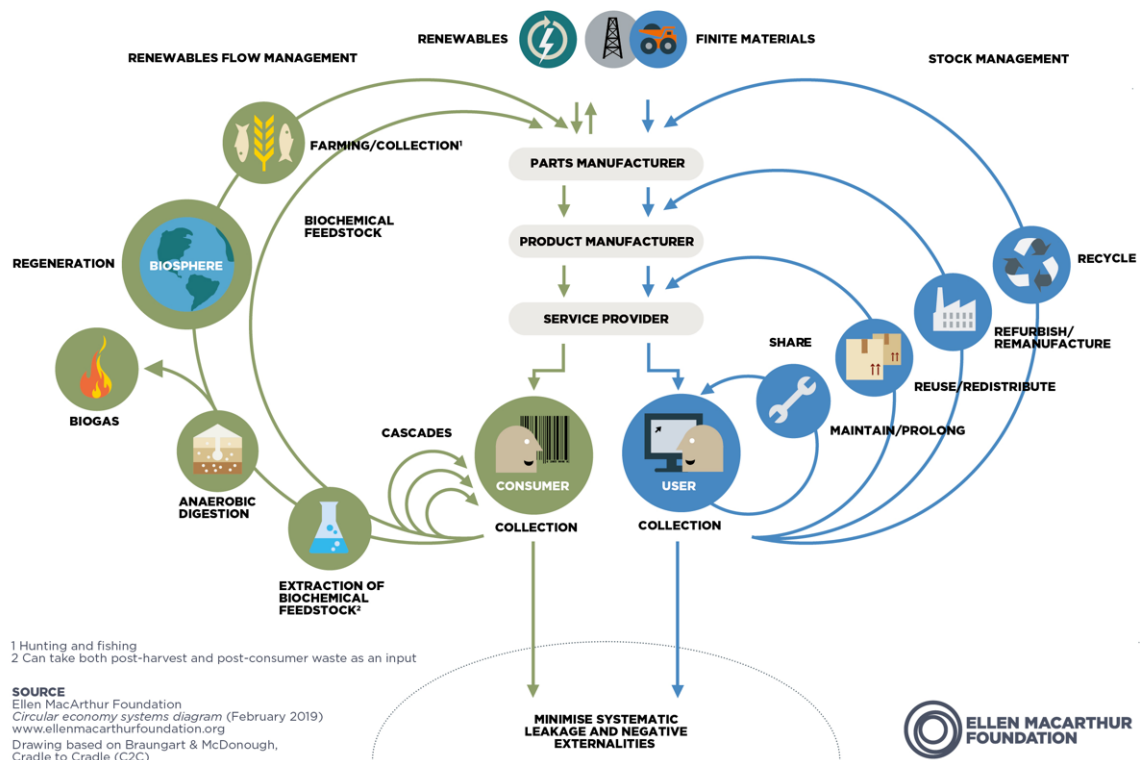 RENEWABLES
FINITE MATERIALS
RENEWABLES FLOW MANAGEMENT
STOCK MANAGEMENT
FARMING/COLLECTION¹
PARTS MANUFACTURER
BIOCHEMICAL
FEEDSTOCK
PRODUCT MANUFACTURER
REGENERATION
BIOSPHERE
RECYCLE
SERVICE PROVIDER
SHARE
REFURBISH/
REMANUFACTURE
REUSE/REDISTRIBUTE
BIOGAS
CASCADES
MAINTAIN/PROLONG
CONSUMER
USER
ANAEROBIC
DIGESTION
COLLECTION
COLLECTION
EXTRACTION OF
BIOCHEMICAL
FEEDSTOCK²
1 Hunting and fishing
2 Can take both post-harvest and post-consumer waste as an input
SOURCE
Ellen MacArthur Foundation
Circular economy systems diagram (February 2019)
www.ellenmacarthurfoundation.org
Drawing based on Braungart & McDonough,
Cradle to Cradle (C2C)
MINIMISE SYSTEMATIC
LEAKAGE AND NEGATIVE
EXTERNALITIES
ELLEN MACARTHUR
FOUNDATION